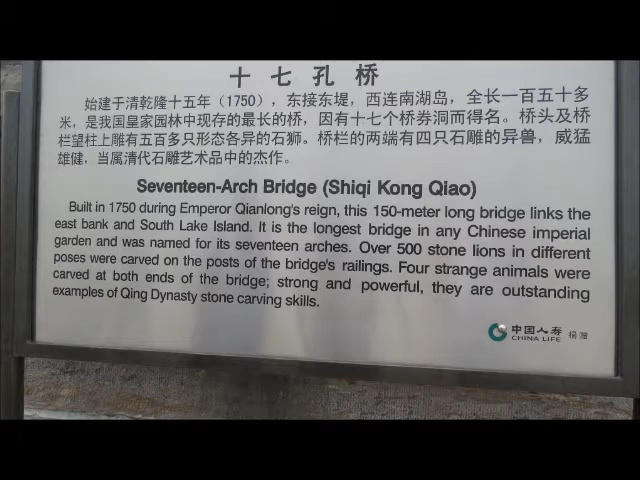 十七孔桥
始建于清乾隆十五年（1750），东接东堤，西连南湖岛，全长一百五十多
米，是我国皇家园林中现存的最长的桥，因有十七个桥券洞而得名。桥头及桥
栏望柱上雕有五百多只形态各异的石狮。桥栏的两端有四只石雕的异兽，威猛
雄健，当属清代石雕艺术品中的杰作。
Seventeen-Arch Bridge (Shiqi Kong Qiao)
Built in 1750 during Emperor Qianlong's reign, this 150-meter long bridge links the
east bank and South Lake Island. It is the longest bridge in any Chinese imperial
garden and was named for its seventeen arches. Over 500 stone lions in different
poses were carved on the posts of the bridge's railings. Four strange animals were
carved at both ends of the bridge; strong and powerful, they are outstanding
examples of Qing Dynasty stone carving skills.
中国人寿 捐赠
CHINA LIFE